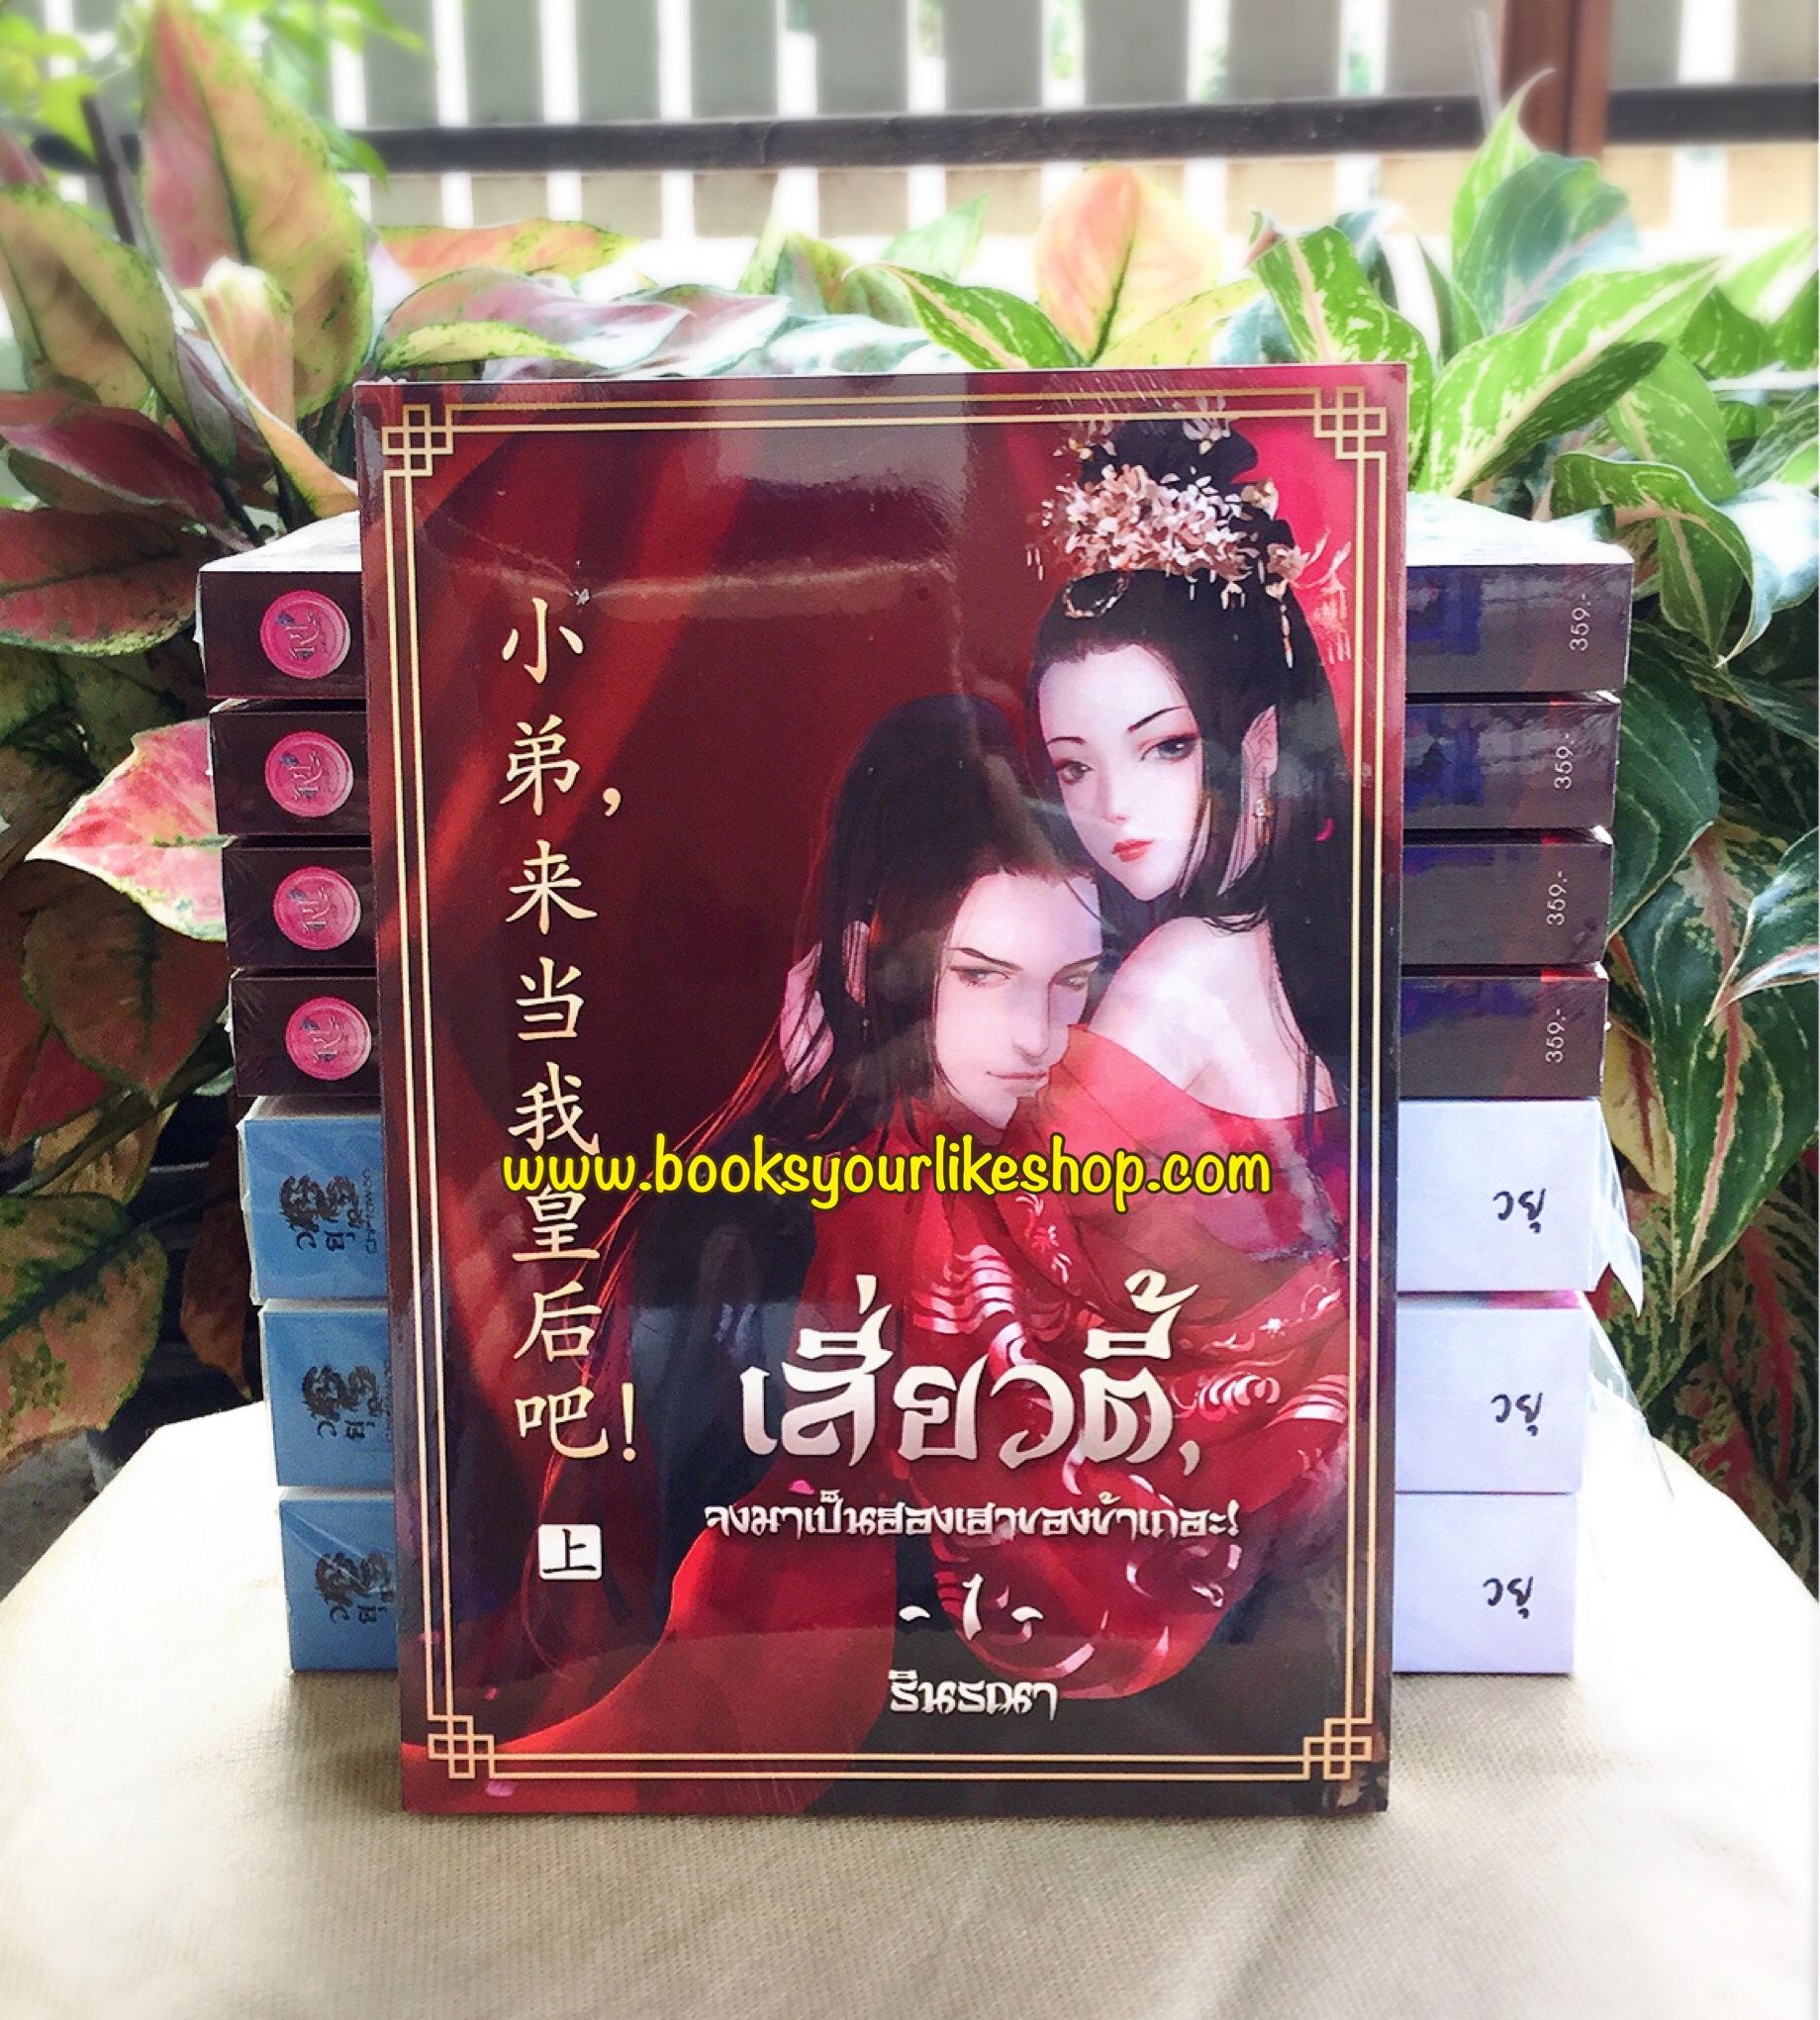 小弟，来当我皇后吧！
上
www.booksyourlikeshop.com
เสี่ยวตี้,
จงมาเป็นฮองเฮาของข้าเถอะ!
- 1 -
รินรณา
359.-
359.-
359.-
359.-
วยุ
วยุ
วยุ